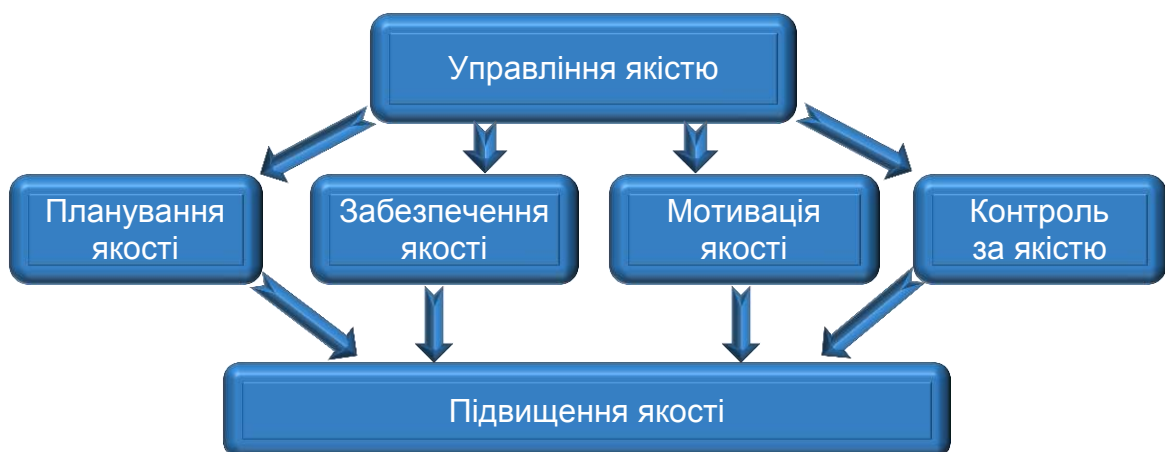 Управління якістю
Планування
якості
Забезпечення
якості
Мотивація
якості
Контроль
за якістю
Підвищення якості